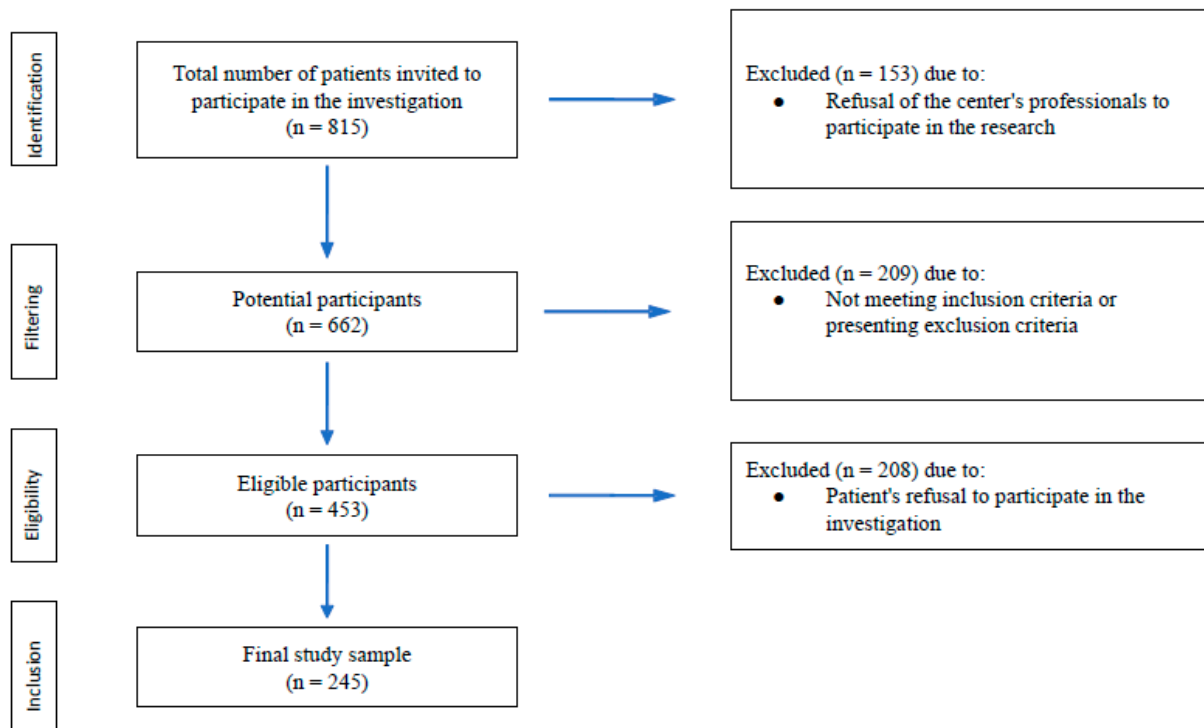 Identification
Total number of patients invited to
participate in the investigation
(n = 815)
Excluded (n = 153) due to:
● Refusal of the center's professionals to
participate in the research
Filtering
Potential participants
(n = 662)
Excluded (n = 209) due to:
● Not meeting inclusion criteria or
presenting exclusion criteria
Eligibility
Eligible participants
(n = 453)
Excluded (n = 208) due to:
● Patient's refusal to participate in the
investigation
Inclusion
Final study sample
(n = 245)